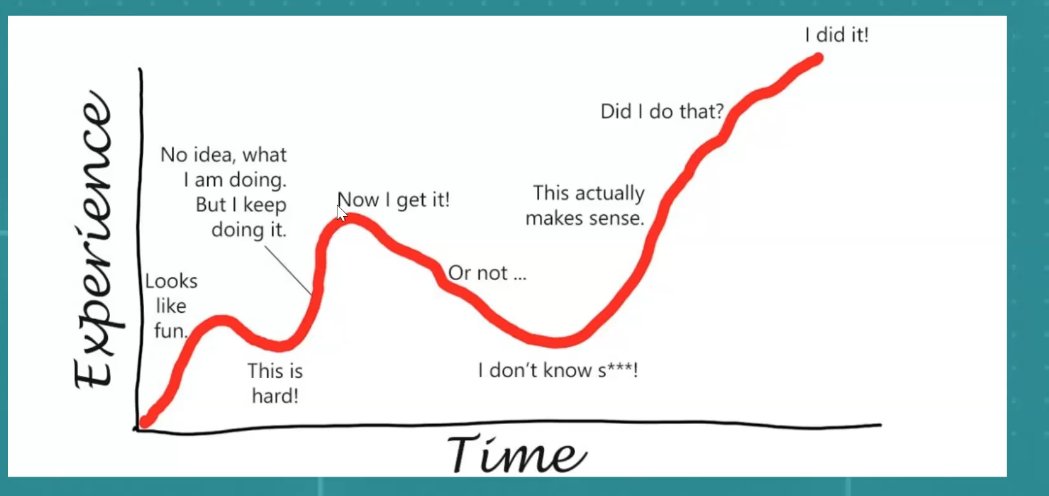 I did it!
Did I do that?
No idea, what
I am doing.
But I keep
doing it.
Now I get it!
This actually
makes sense.
Looks
like
fun.
Or not ...
This is
hard!
I don't know s***!
Experience
Time